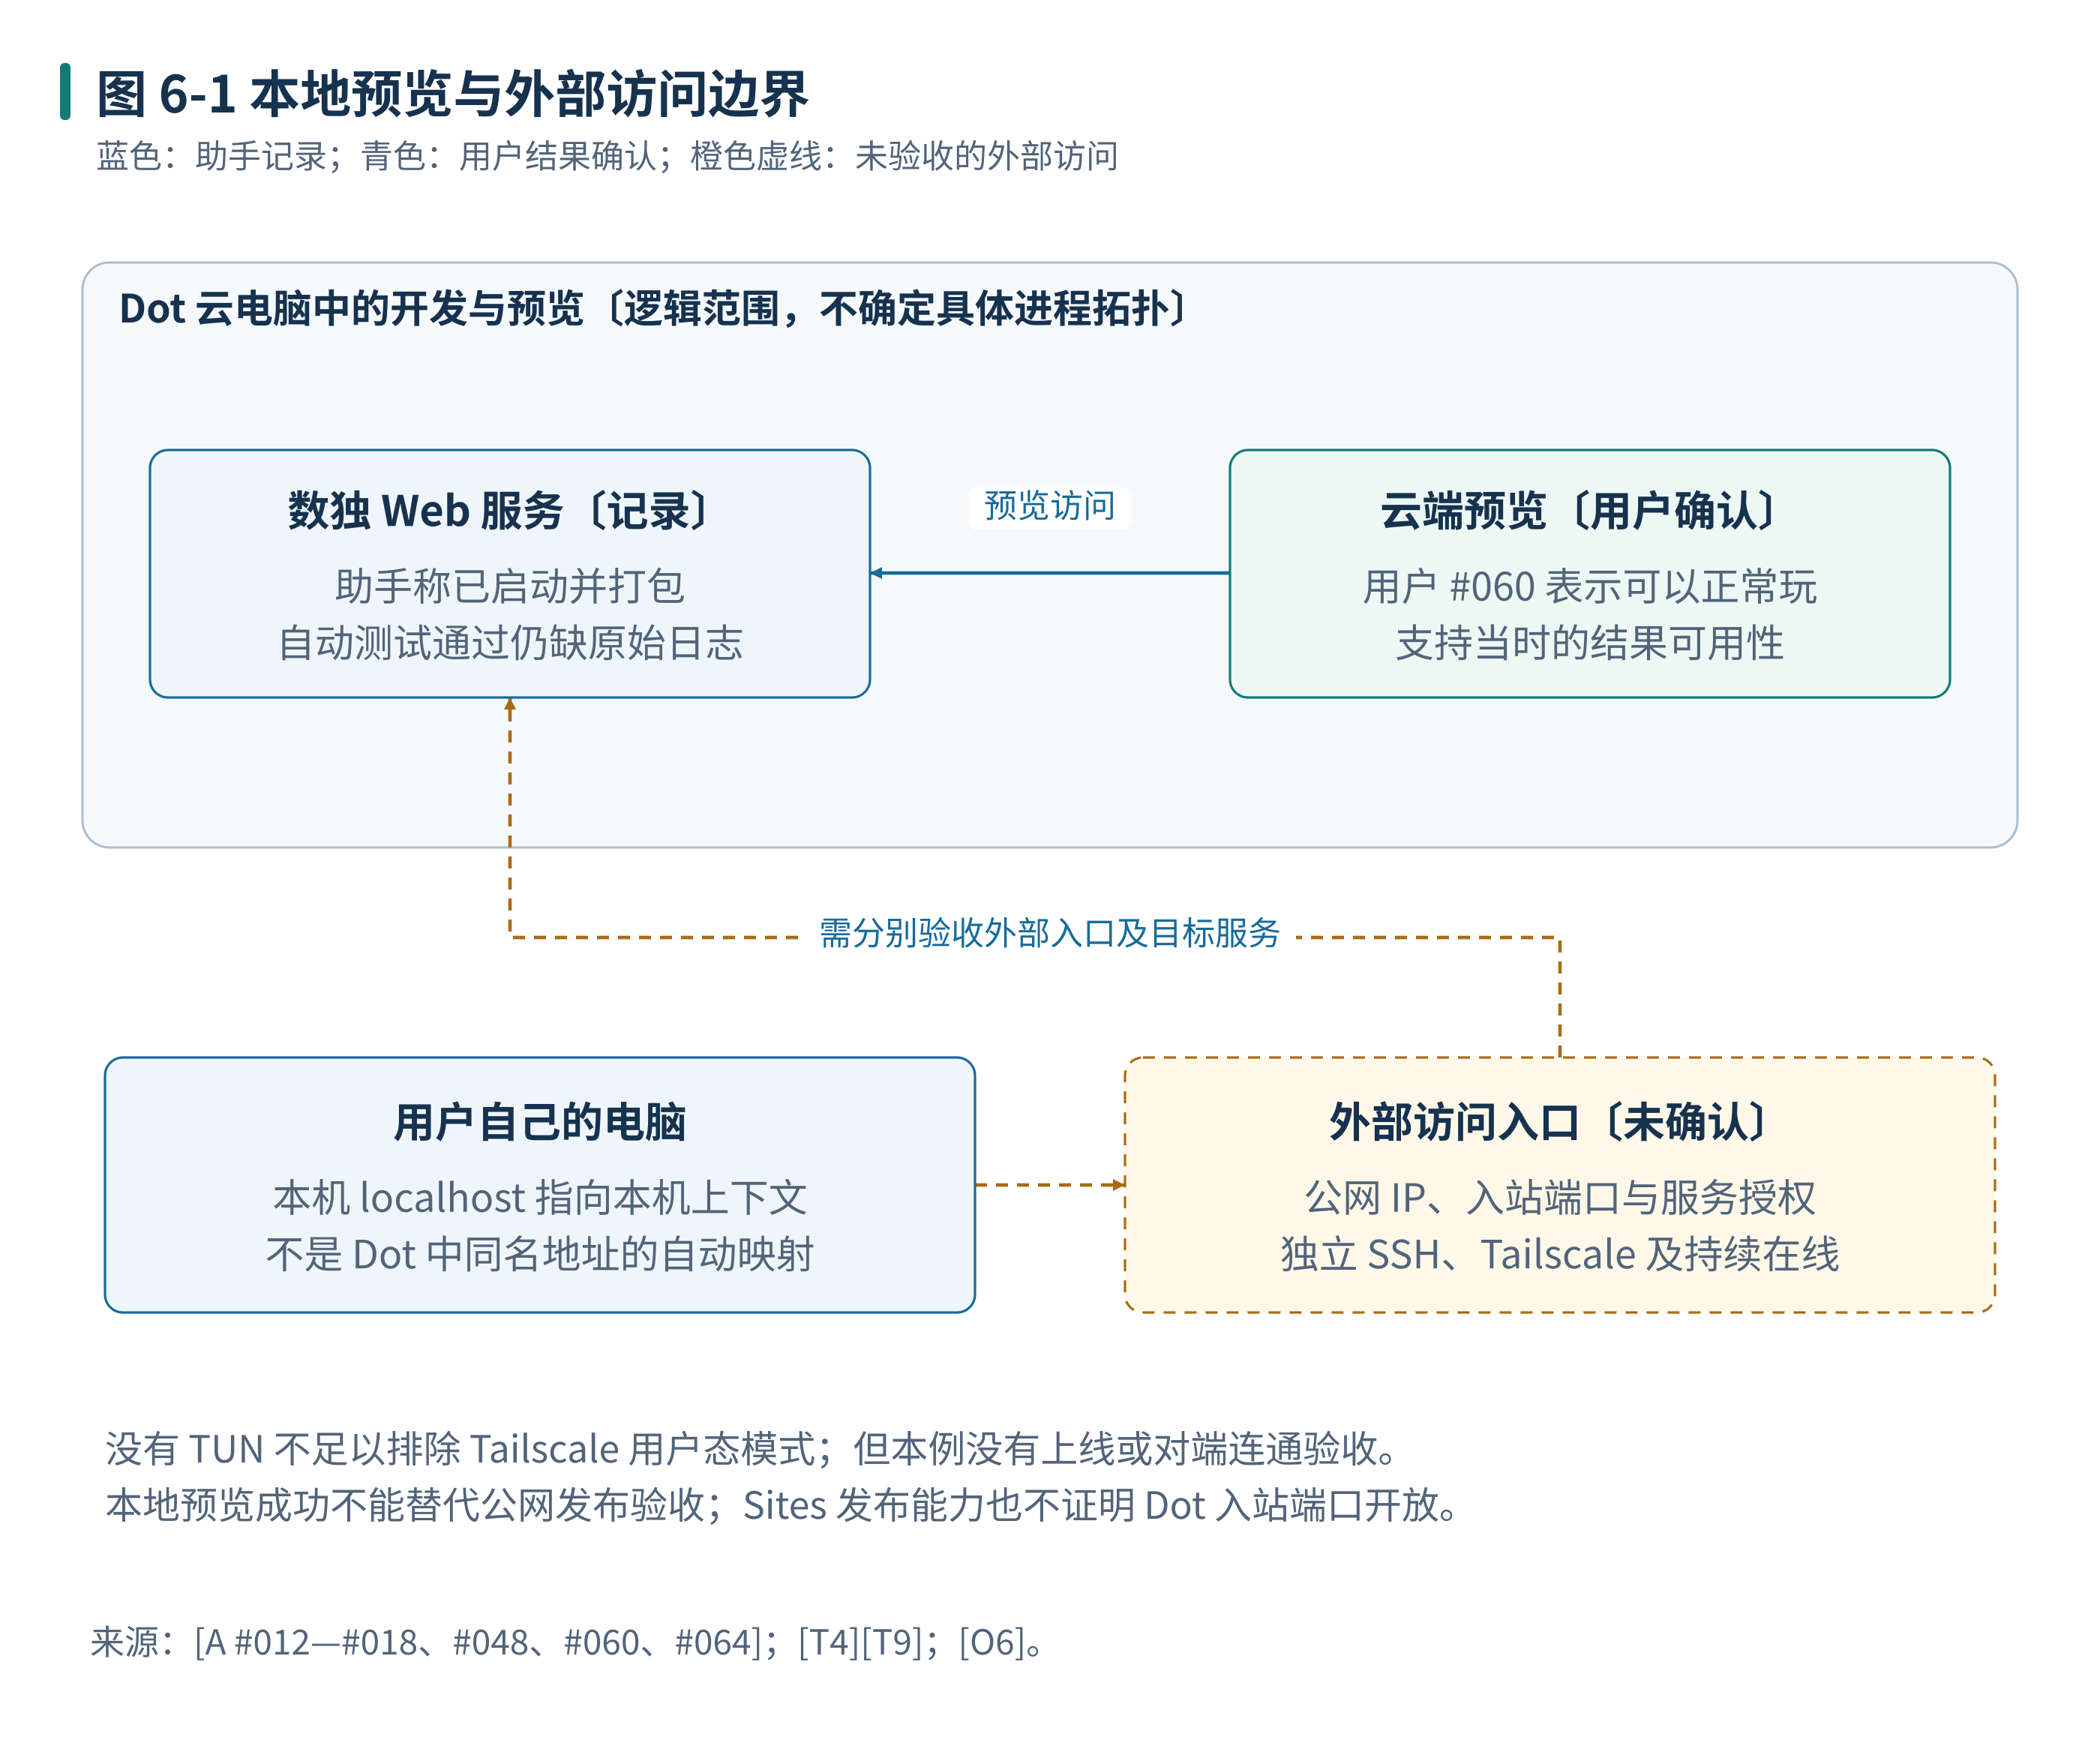 图 6-1 本地预览与外部访问边界
蓝色：助手记录；青色：用户结果确认；橙色虚线：未验收的外部访问
Dot 云电脑中的开发与预览〔逻辑范围，不确定具体进程拓扑〕
数独 Web 服务〔记录〕
助手称已启动并打包
自动测试通过仍缺原始日志
预览访问
云端预览〔用户确认〕
用户 #060 表示可以正常玩
支持当时的结果可用性
需分别验收外部入口及目标服务
用户自己的电脑
本机 localhost 指向本机上下文
不是 Dot 中同名地址的自动映射
外部访问入口〔未确认〕
公网 IP、入站端口与服务授权
独立 SSH、Tailscale 及持续在线
没有 TUN 不足以排除 Tailscale 用户态模式；但本例没有上线或对端连通验收。
本地预览成功不能替代公网发布验收；Sites 发布能力也不证明 Dot 入站端口开放。
来源：[A #012—#018、#048、#060、#064]；[T4][T9]；[O6]。